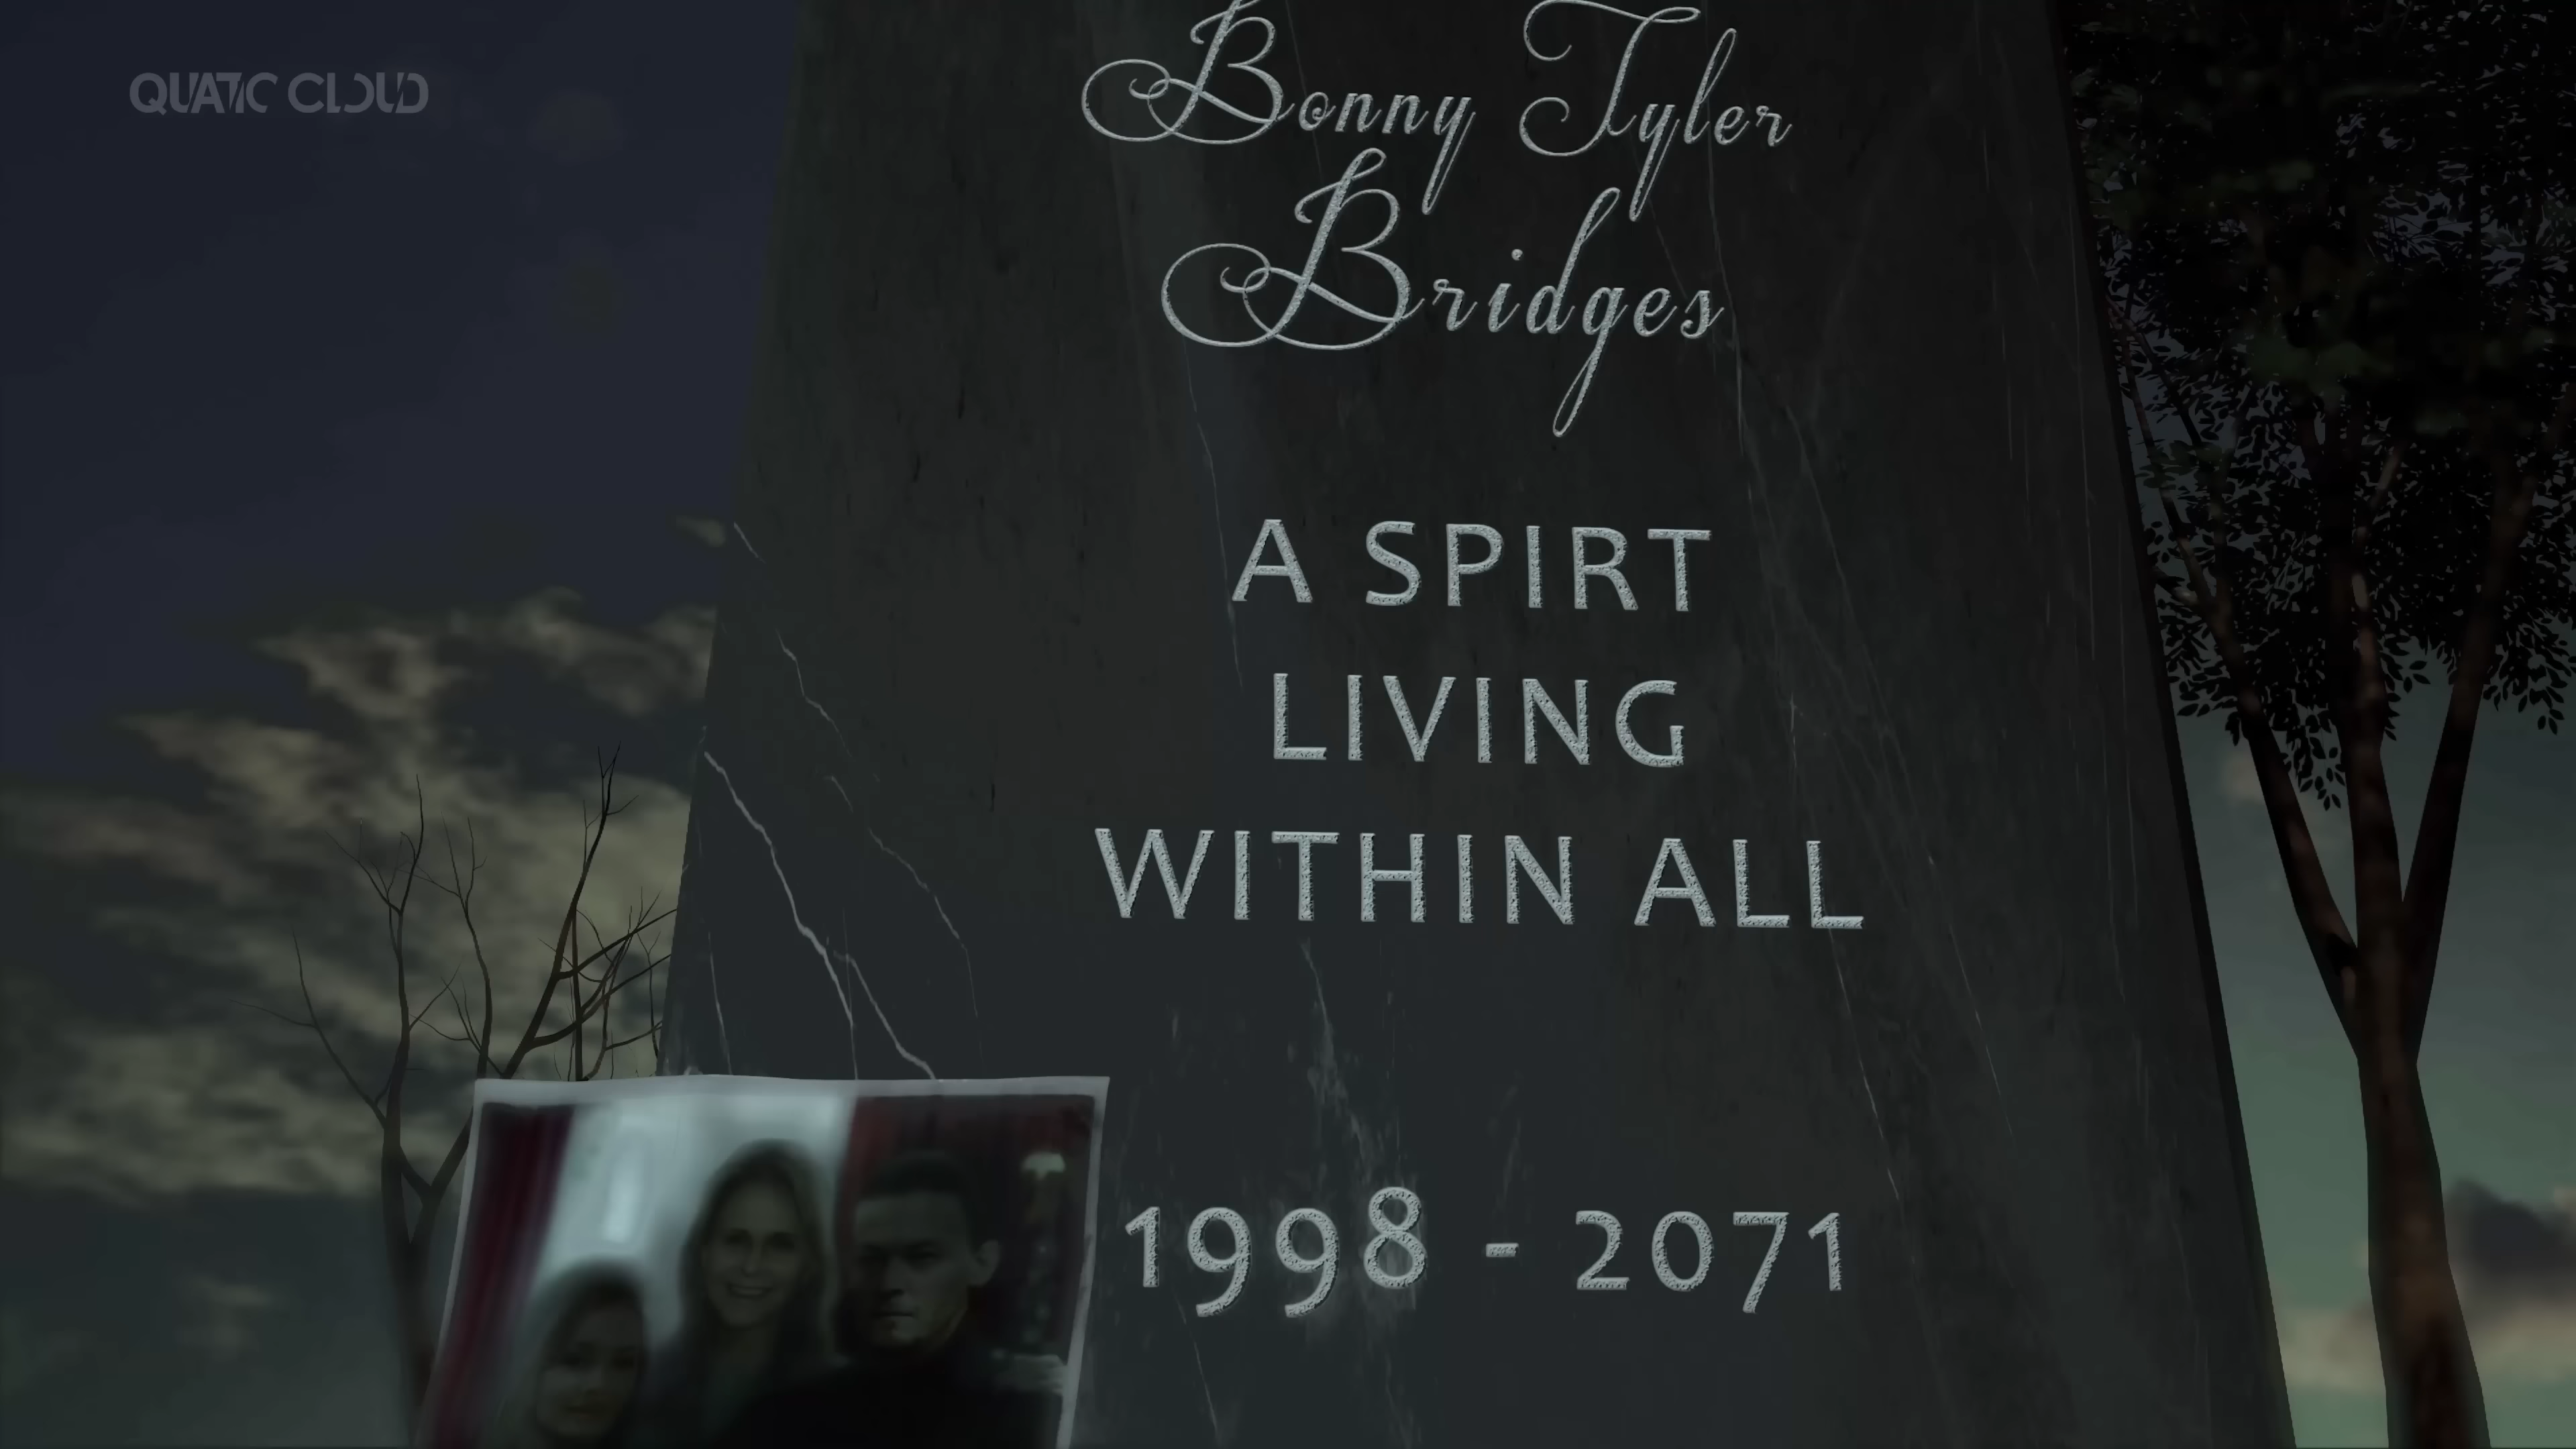 QUATIC CLOUD
Bonny Tyler
Bridges
A SPIRT
LIVING
WITHIN ALL
1998 - 2071